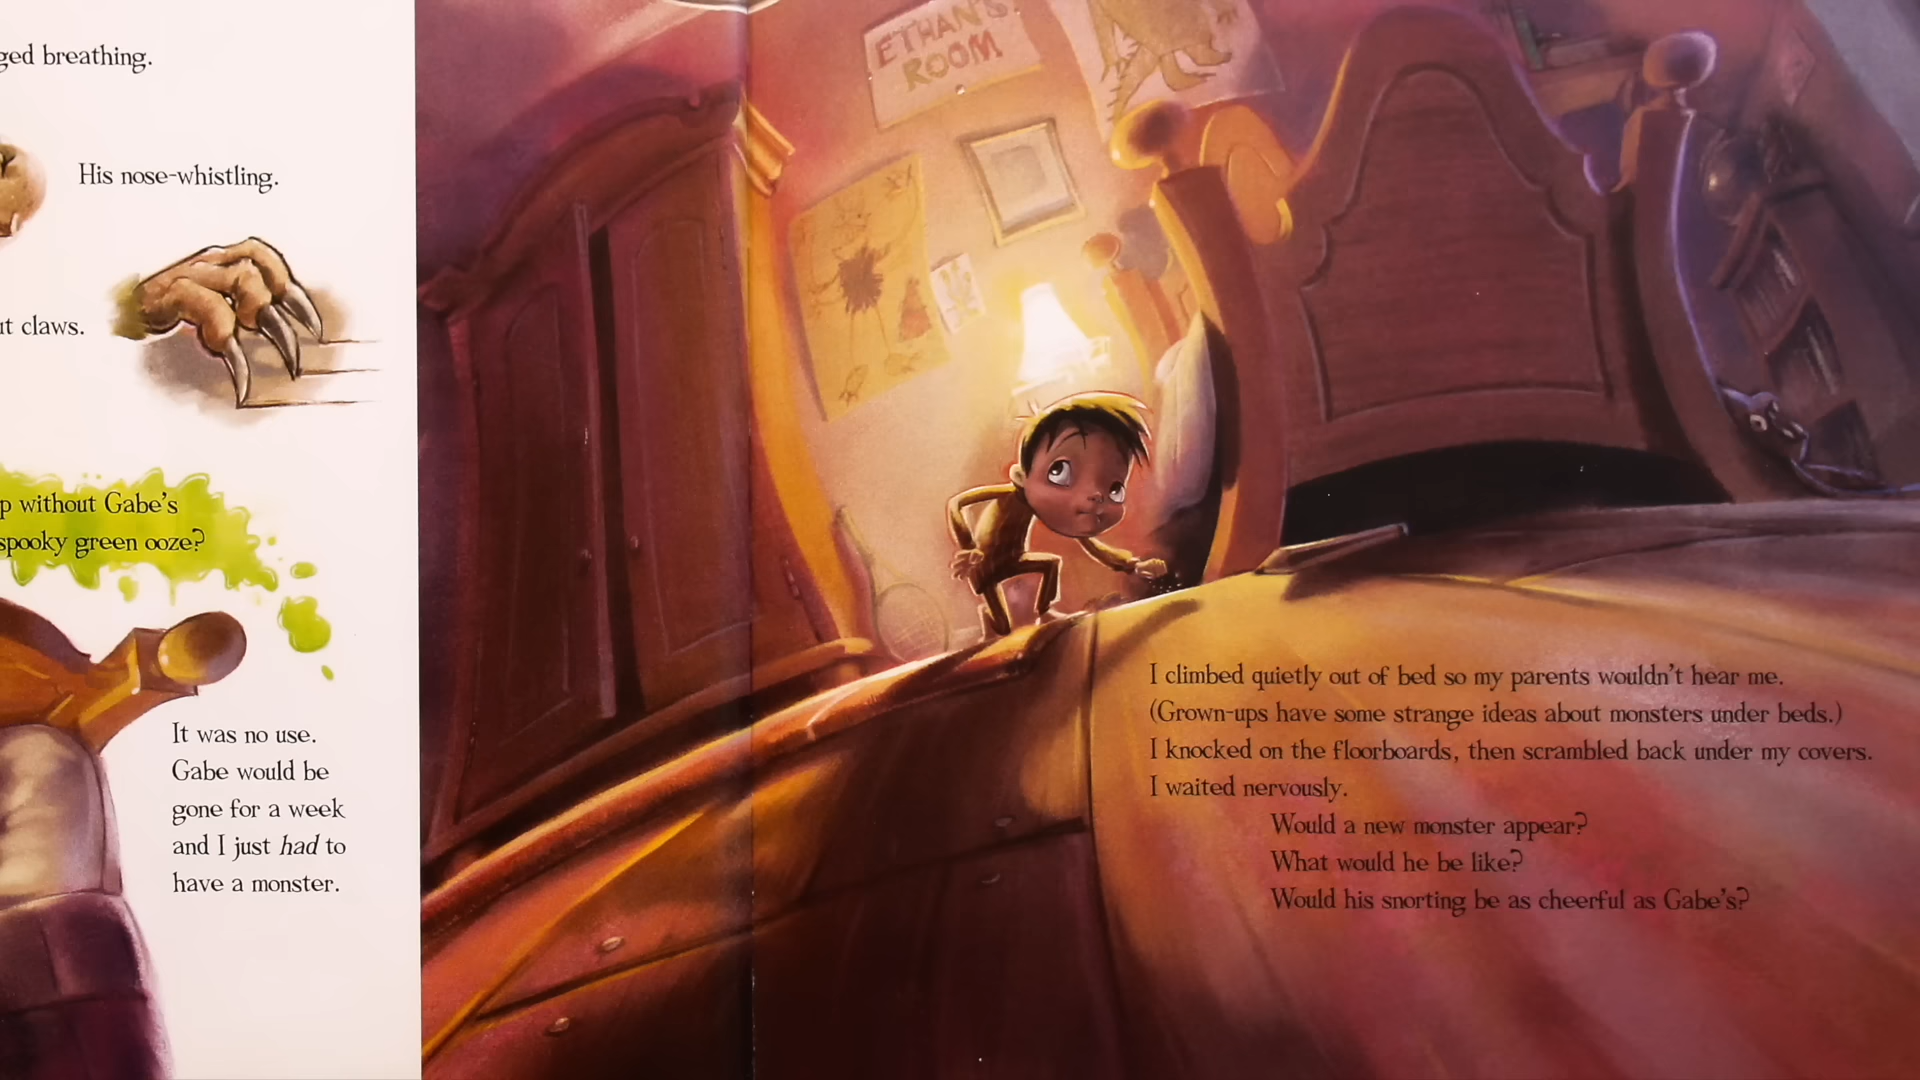 breathing.
His nose-whistling.
claws.
without Gabe's
spooky green ooze?
It was no use.
Gabe would be
gone for a week
and I just had to
have a monster.
ETHAN'S
ROOM
I climbed quietly out of bed so my parents wouldn't hear me.
(Grown-ups have some strange ideas about monsters under beds.)
I knocked on the floorboards, then scrambled back under my covers.
I waited nervously.
Would a new monster appear?
What would he be like?
Would his snorting be as cheerful as Gabe's?